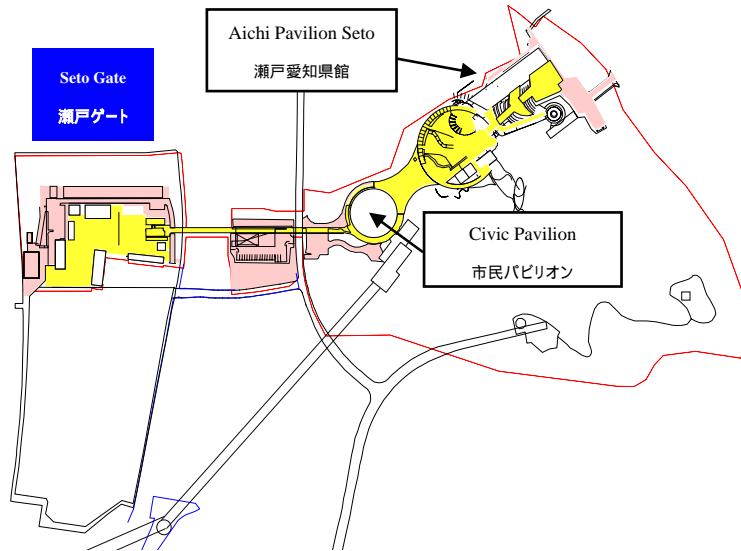 Seto Gate
瀬戸ゲート
Aichi Pavilion Seto
瀬戸愛知県館
Civic Pavilion
市民パビリオン